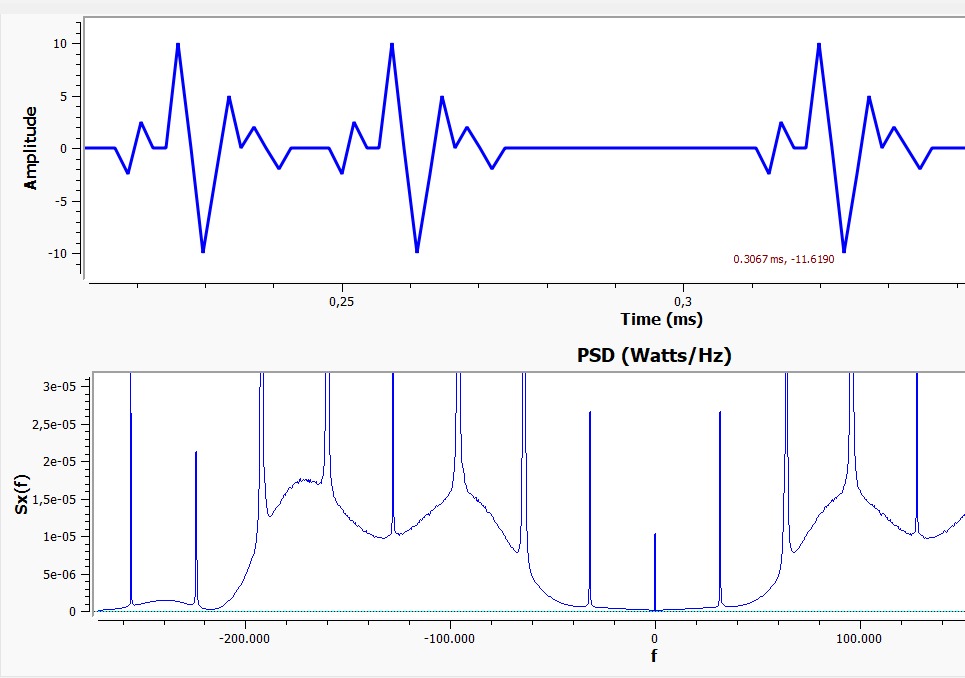 Amplitude
10
5
0
-5
-10
0.3067 ms, -11.6190
0,25
0,3
Time (ms)
PSD (Watts/Hz)
Sx(f)
3e-05
2,5e-05
2e-05
1,5e-05
1e-05
5e-06
0
-200.000
-100.000
0
100.000
f